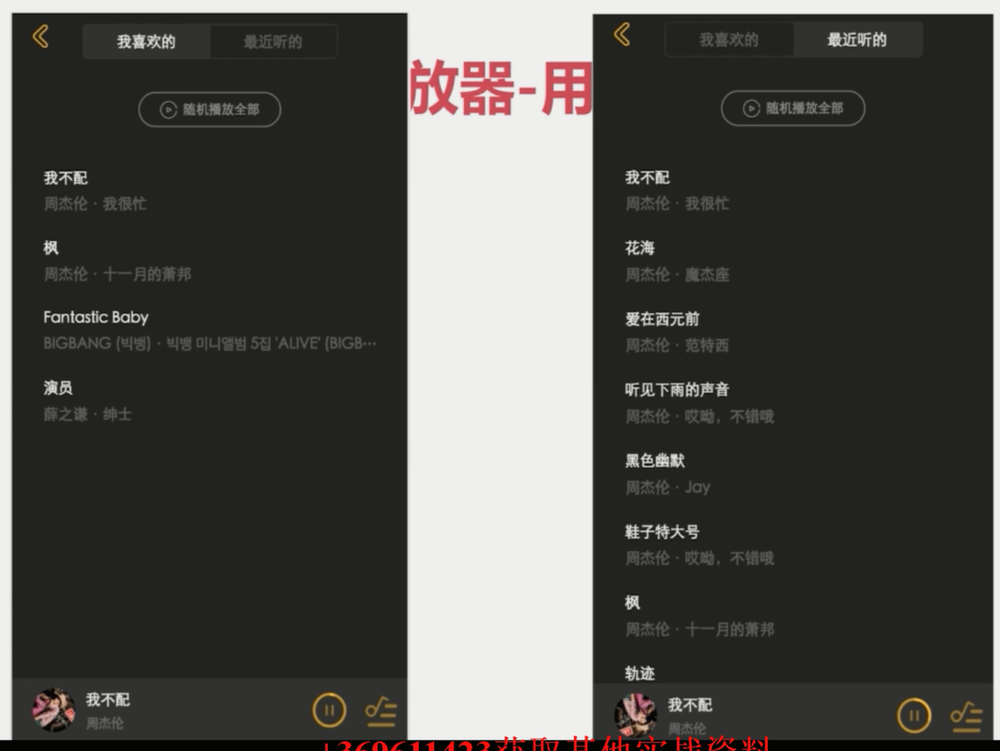 我喜欢的 最近听的
随机播放全部
我不配
周杰伦 · 我很忙
枫
周杰伦 · 十一月的萧邦
Fantastic Baby
BIGBANG (빅뱅) · 빅뱅 미니앨범 5집 'ALIVE' (BIGB···
演员
薛之谦 · 绅士
我不配
周杰伦
放器-用
我喜欢的 最近听的
随机播放全部
我不配
周杰伦 · 我很忙
花海
周杰伦 · 魔杰座
爱在西元前
周杰伦 · 范特西
听见下雨的声音
周杰伦 · 哎呦，不错哦
黑色幽默
周杰伦 · Jay
鞋子特大号
周杰伦 · 哎呦，不错哦
枫
周杰伦 · 十一月的萧邦
轨迹
我不配
周杰伦
+369611423获取其他实战资料